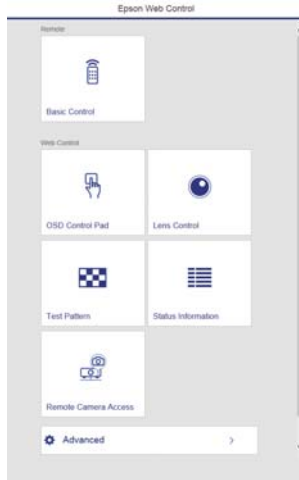 Epson Web Control
Remote
Basic Control
Web Control
OSD Control Pad
Lens Control
Test Pattern
Status Information
Remote Camera Access
Advanced